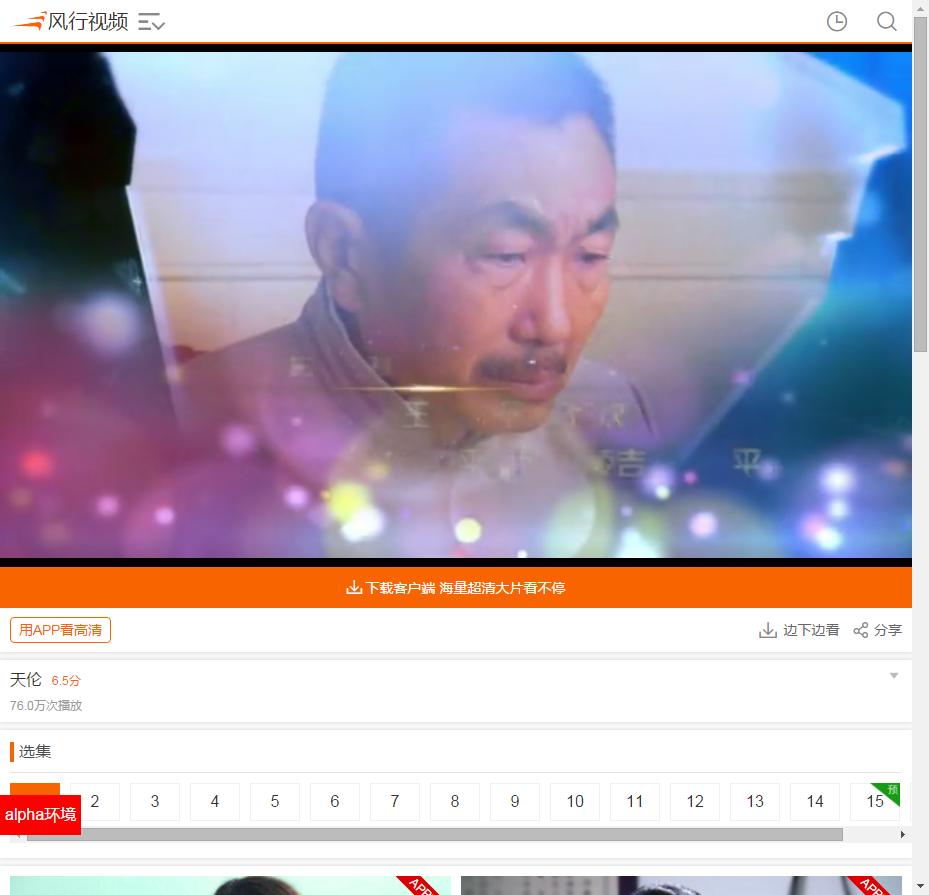 风行视频
王
吉
平
下载客户端 海量超清大片看不停
用APP看高清
边下边看
分享
天伦 6.5分
76.0万次播放
选集
2 3 4 5 6 7 8 9 10 11 12 13 14 15 预
alpha环境
APP APP